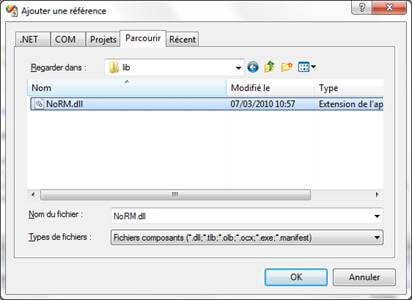 Ajouter une référence
.NET COM Projets Parcourir Récent
Regarder dans : lib
Nom Modifié le Type
NoRM.dll 07/03/2010 10:57 Extension de l'ap
Nom du fichier : NoRM.dll
Types de fichiers : Fichiers composants (*.dll;*.tlb;*.olb;*.ocx;*.exe;*.manifest)
OK Annuler